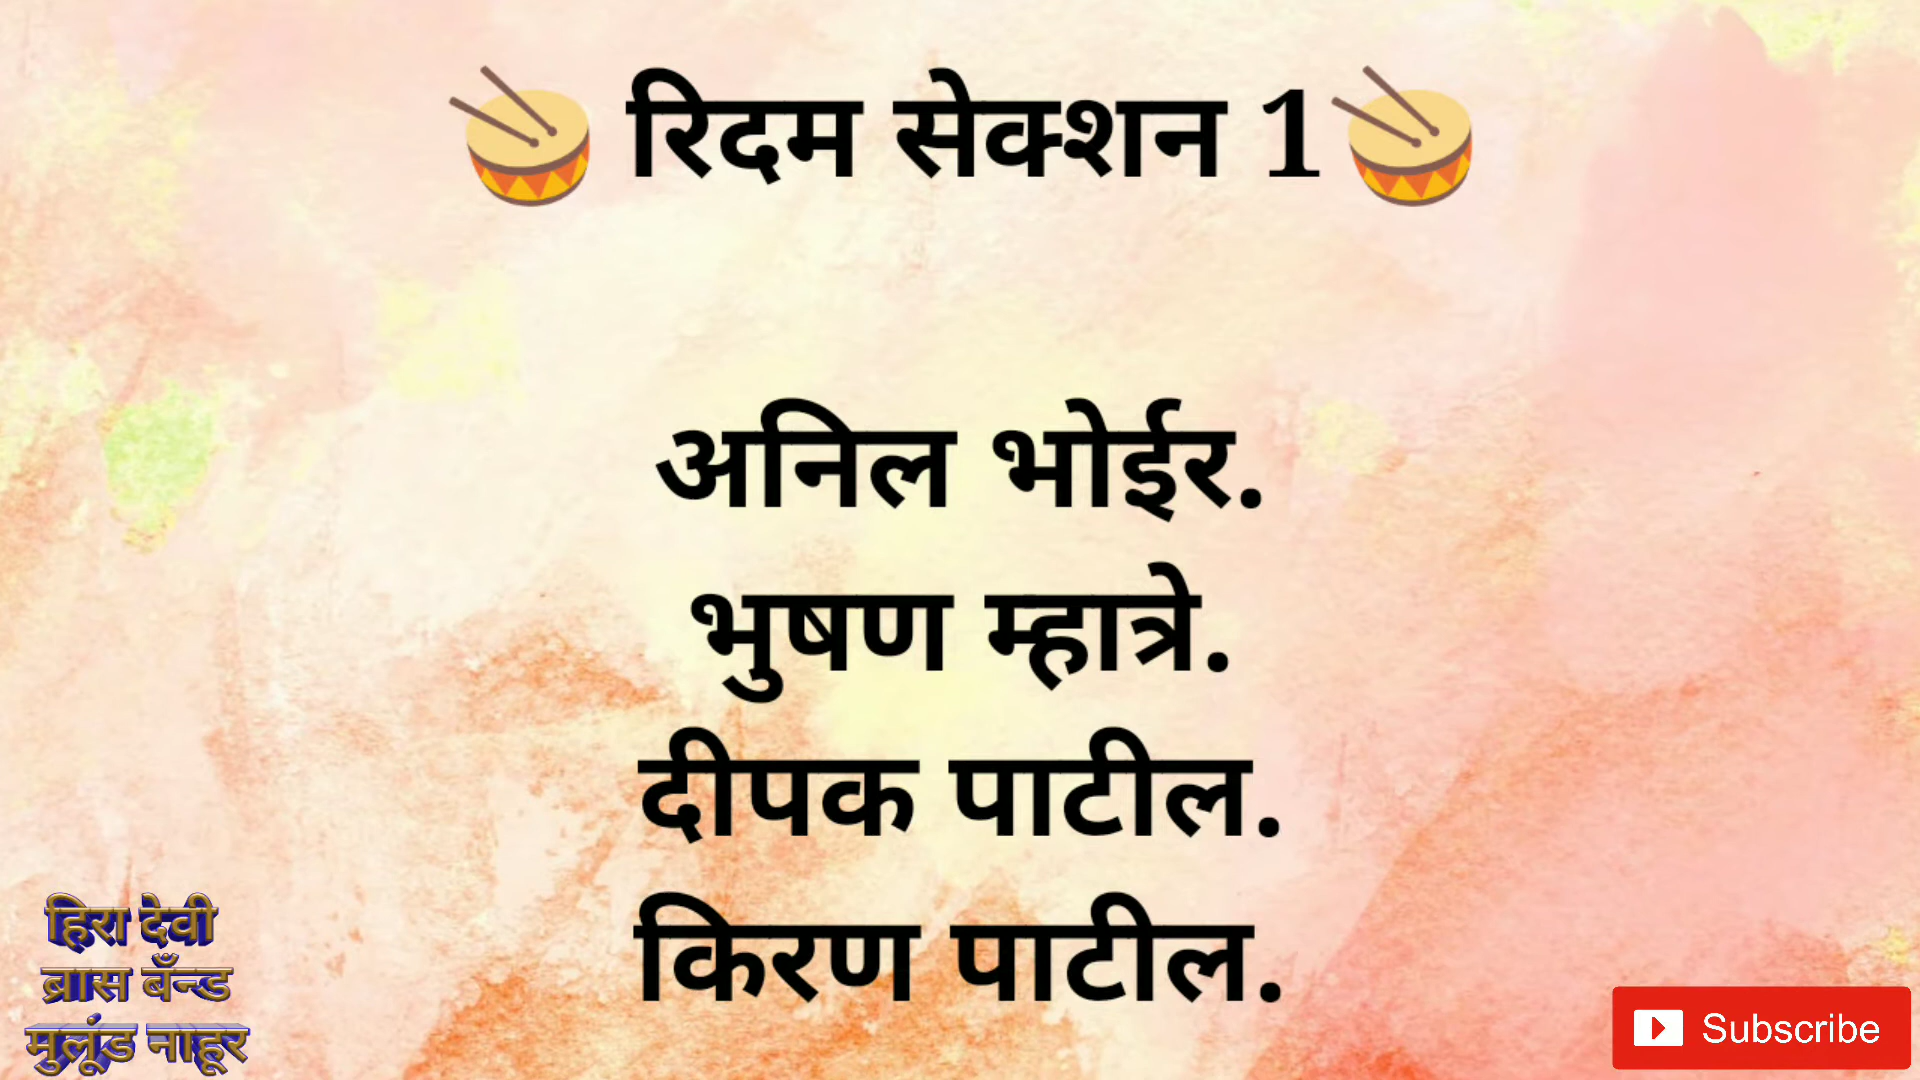 रिदम सेक्शन 1
अनिल भोईर.
भुषण म्हात्रे.
दीपक पाटील.
किरण पाटील.
हिरा देवी
ब्रास बँन्ड
मुलूंड नाहूर
Subscribe